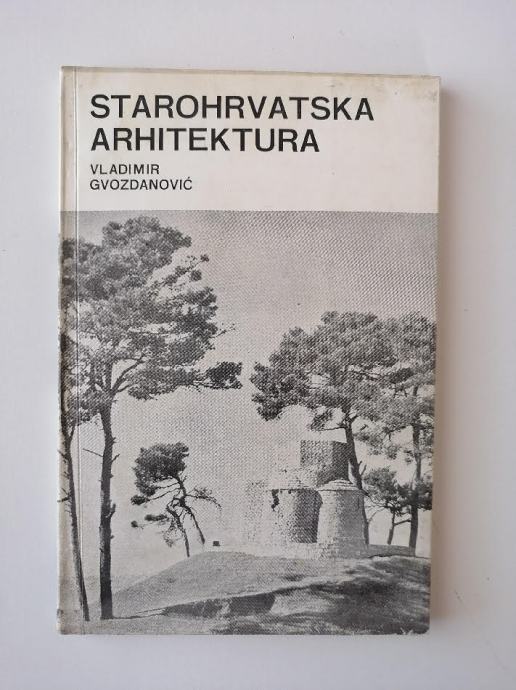 STAROHRVATSKA
ARHITEKTURA
VLADIMIR
GVOZDANOVIĆ